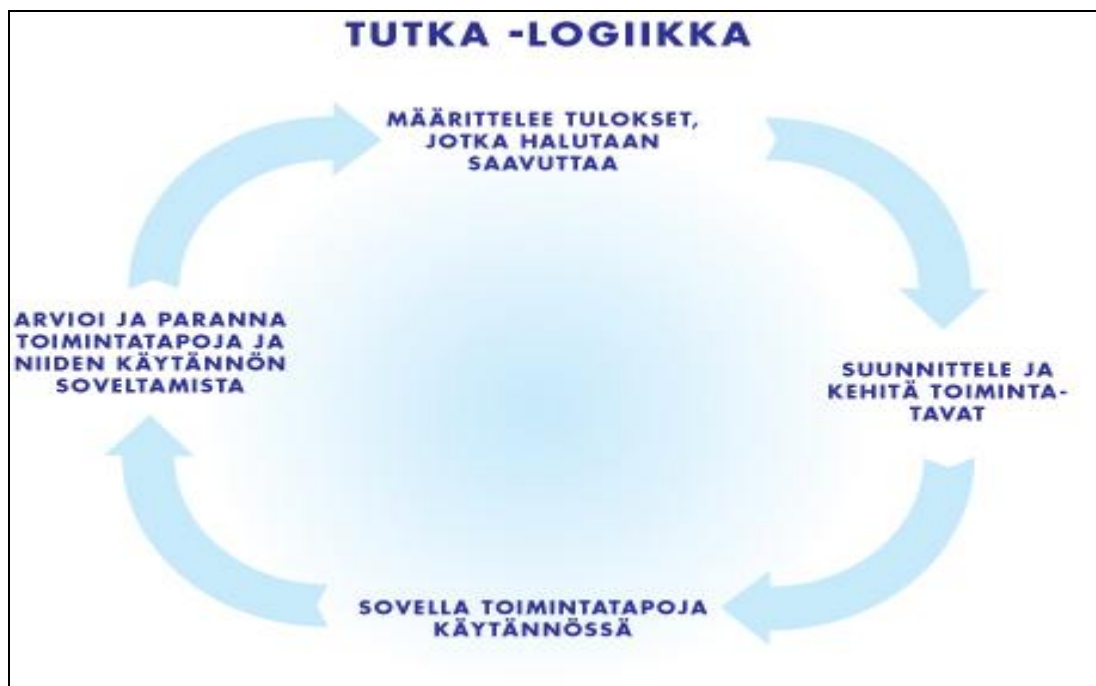 TUTKA -LOGIIKKA
MÄÄRITTELEE TULOKSET,
JOTKA HALUTAAN
SAAVUTTAA
SUUNNITTELE JA
KEHITÄ TOIMINTA-
TAVAT
SOVELLA TOIMINTATAPOJA
KÄYTÄNNÖSSÄ
ARVIOI JA PARANNA
TOIMINTATAPOJA JA
NIIDEN KÄYTÄNNÖN
SOVELTAMISTA